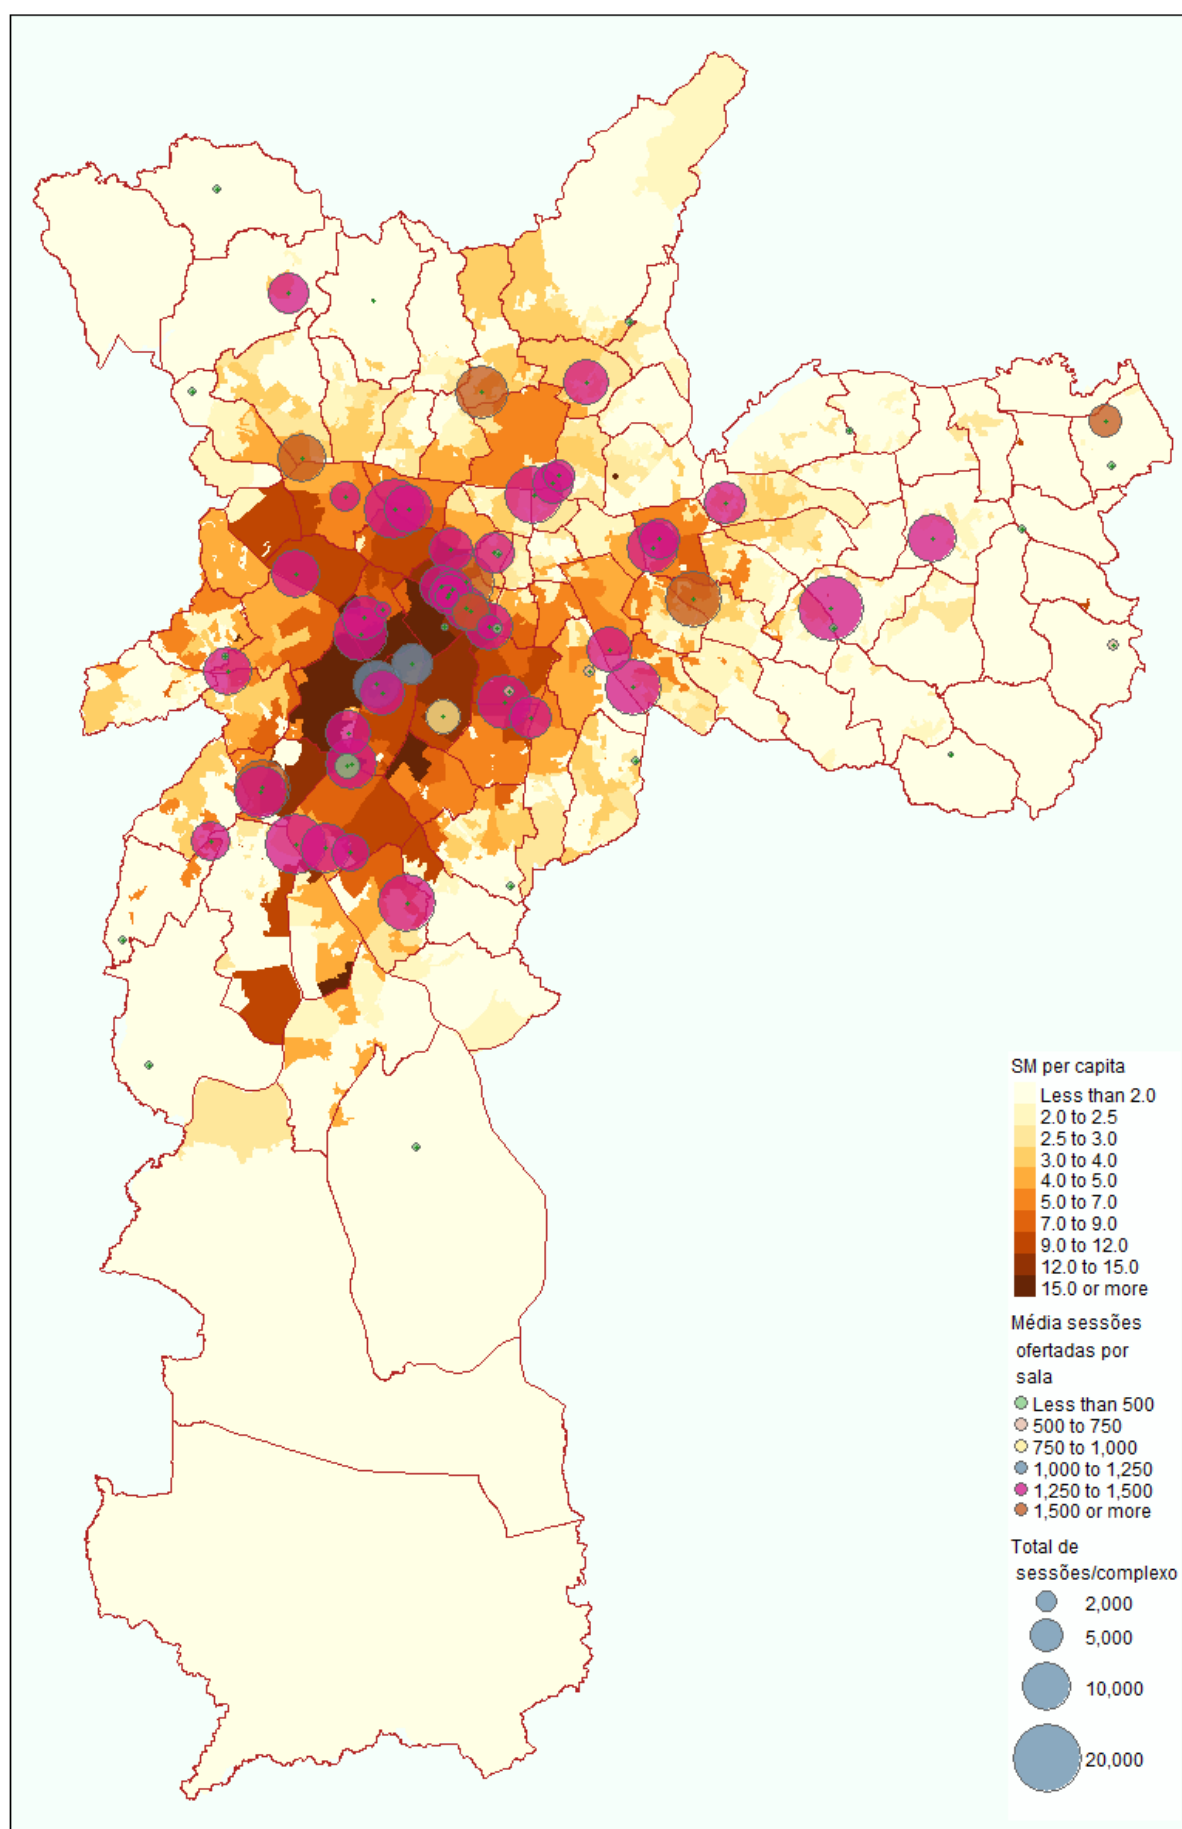 SM per capita
Less than 2.0
2.0 to 2.5
2.5 to 3.0
3.0 to 4.0
4.0 to 5.0
5.0 to 7.0
7.0 to 9.0
9.0 to 12.0
12.0 to 15.0
15.0 or more
Média sessões
ofertadas por
sala
Less than 500
500 to 750
750 to 1,000
1,000 to 1,250
1,250 to 1,500
1,500 or more
Total de
sessões/complexo
2,000
5,000
10,000
20,000